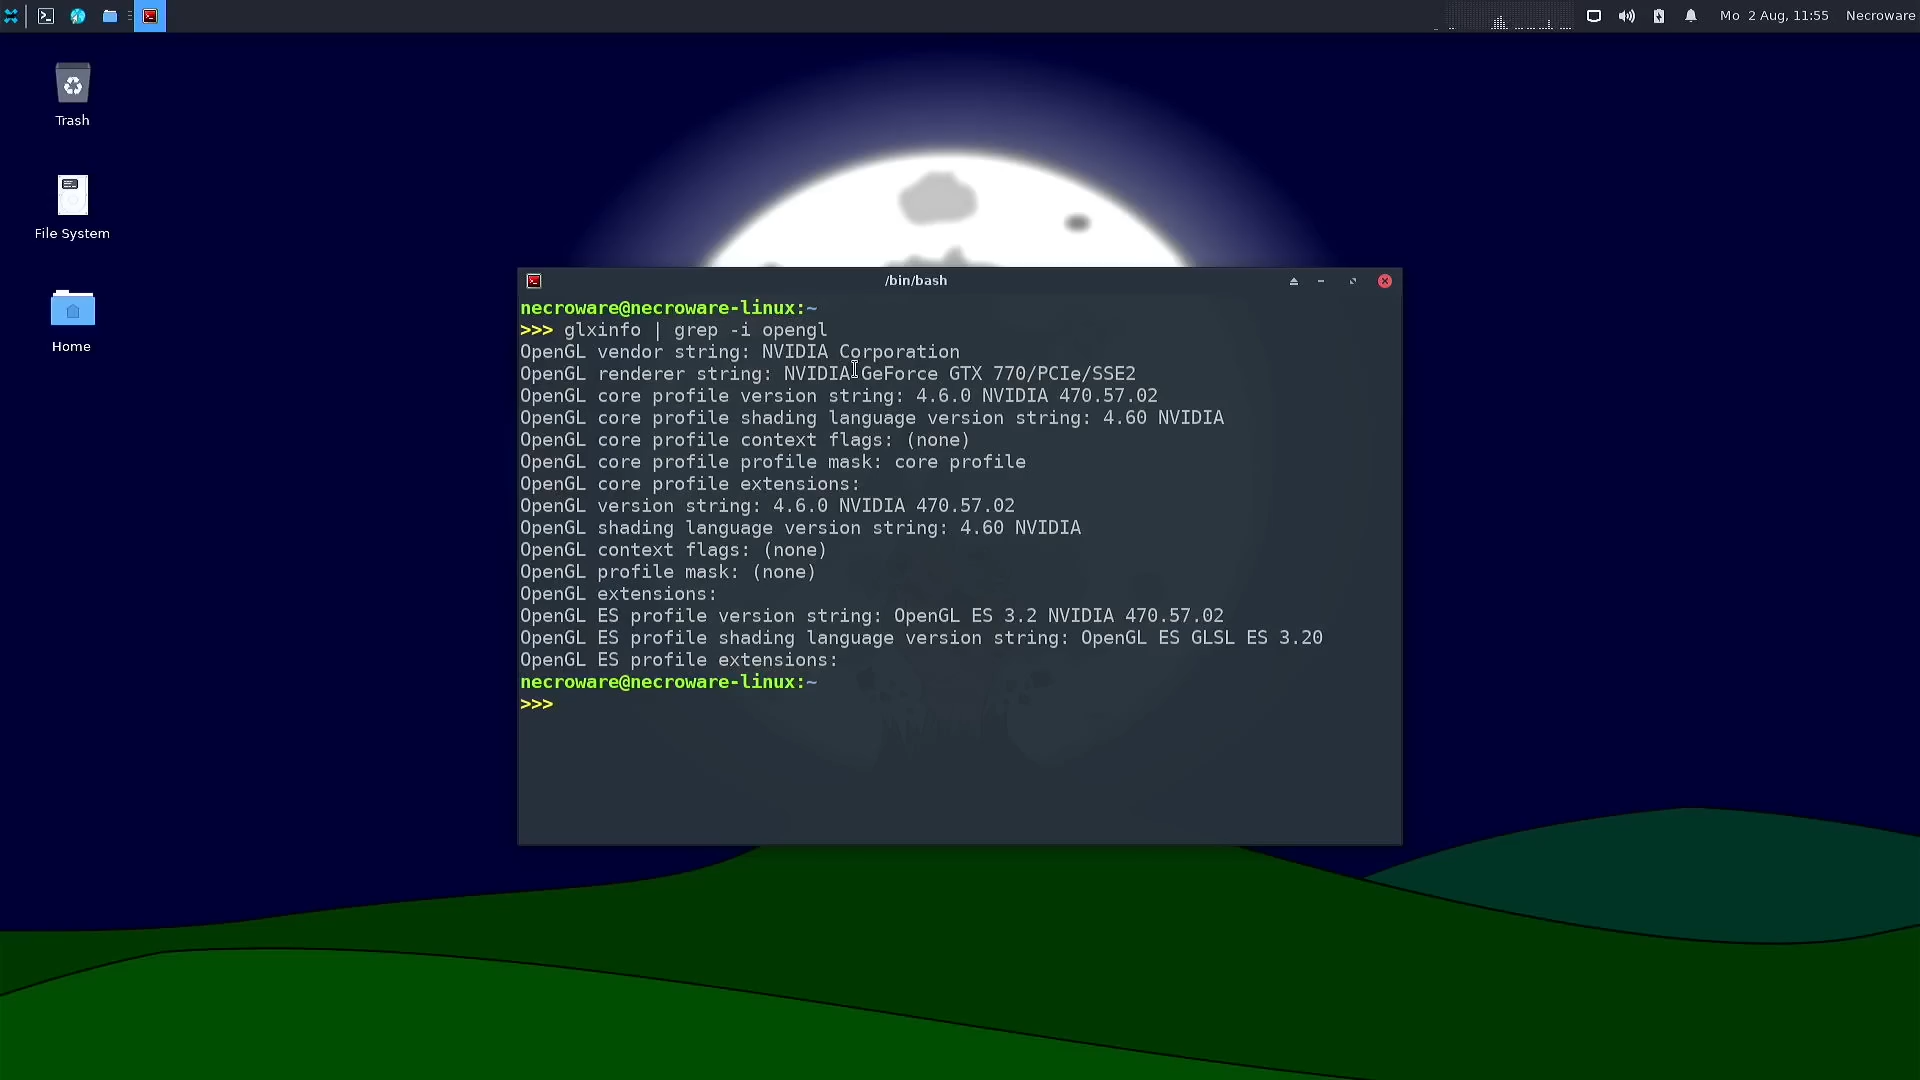 Mo 2 Aug, 11:55
Necroware
Trash
File System
Home
/bin/bash
necroware@necroware-linux:~
>>> glxinfo | grep -i opengl
OpenGL vendor string: NVIDIA Corporation
OpenGL renderer string: NVIDIA GeForce GTX 770/PCIe/SSE2
OpenGL core profile version string: 4.6.0 NVIDIA 470.57.02
OpenGL core profile shading language version string: 4.60 NVIDIA
OpenGL core profile context flags: (none)
OpenGL core profile profile mask: core profile
OpenGL core profile extensions:
OpenGL version string: 4.6.0 NVIDIA 470.57.02
OpenGL shading language version string: 4.60 NVIDIA
OpenGL context flags: (none)
OpenGL profile mask: (none)
OpenGL extensions:
OpenGL ES profile version string: OpenGL ES 3.2 NVIDIA 470.57.02
OpenGL ES profile shading language version string: OpenGL ES GLSL ES 3.20
OpenGL ES profile extensions:
necroware@necroware-linux:~
>>>